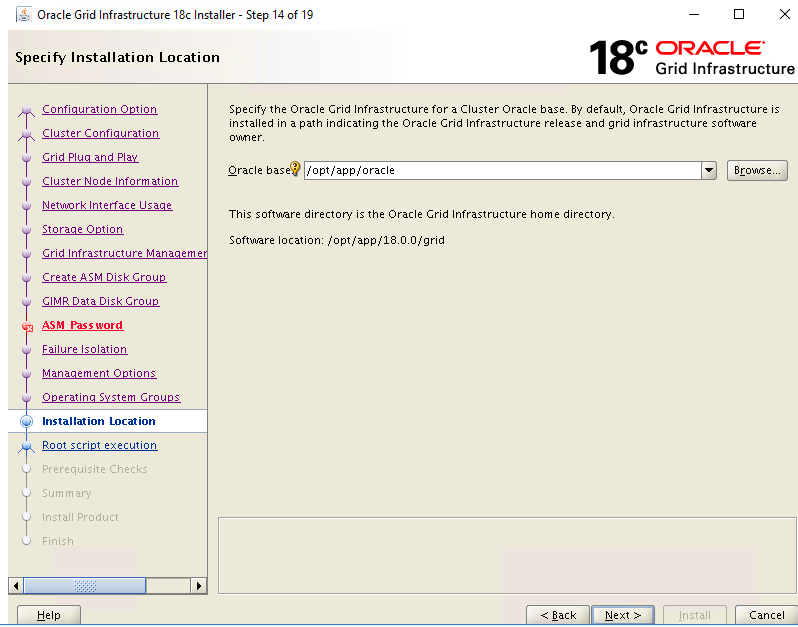 Oracle Grid Infrastructure 18c Installer - Step 14 of 19
Specify Installation Location
18c ORACLE
Grid Infrastructure
Configuration Option
Cluster Configuration
Grid Plug and Play
Cluster Node Information
Network Interface Usage
Storage Option
Grid Infrastructure Managemen
Create ASM Disk Group
GIMR Data Disk Group
ASM Password
Failure Isolation
Management Options
Operating System Groups
Installation Location
Root script execution
Prerequisite Checks
Summary
Install Product
Finish
Specify the Oracle Grid Infrastructure for a Cluster Oracle base. By default, Oracle Grid Infrastructure is
installed in a path indicating the Oracle Grid Infrastructure release and grid infrastructure software
owner.
Oracle base: /opt/app/oracle Browse...
This software directory is the Oracle Grid Infrastructure home directory.
Software location: /opt/app/18.0.0/grid
Help < Back Next > Install Cancel